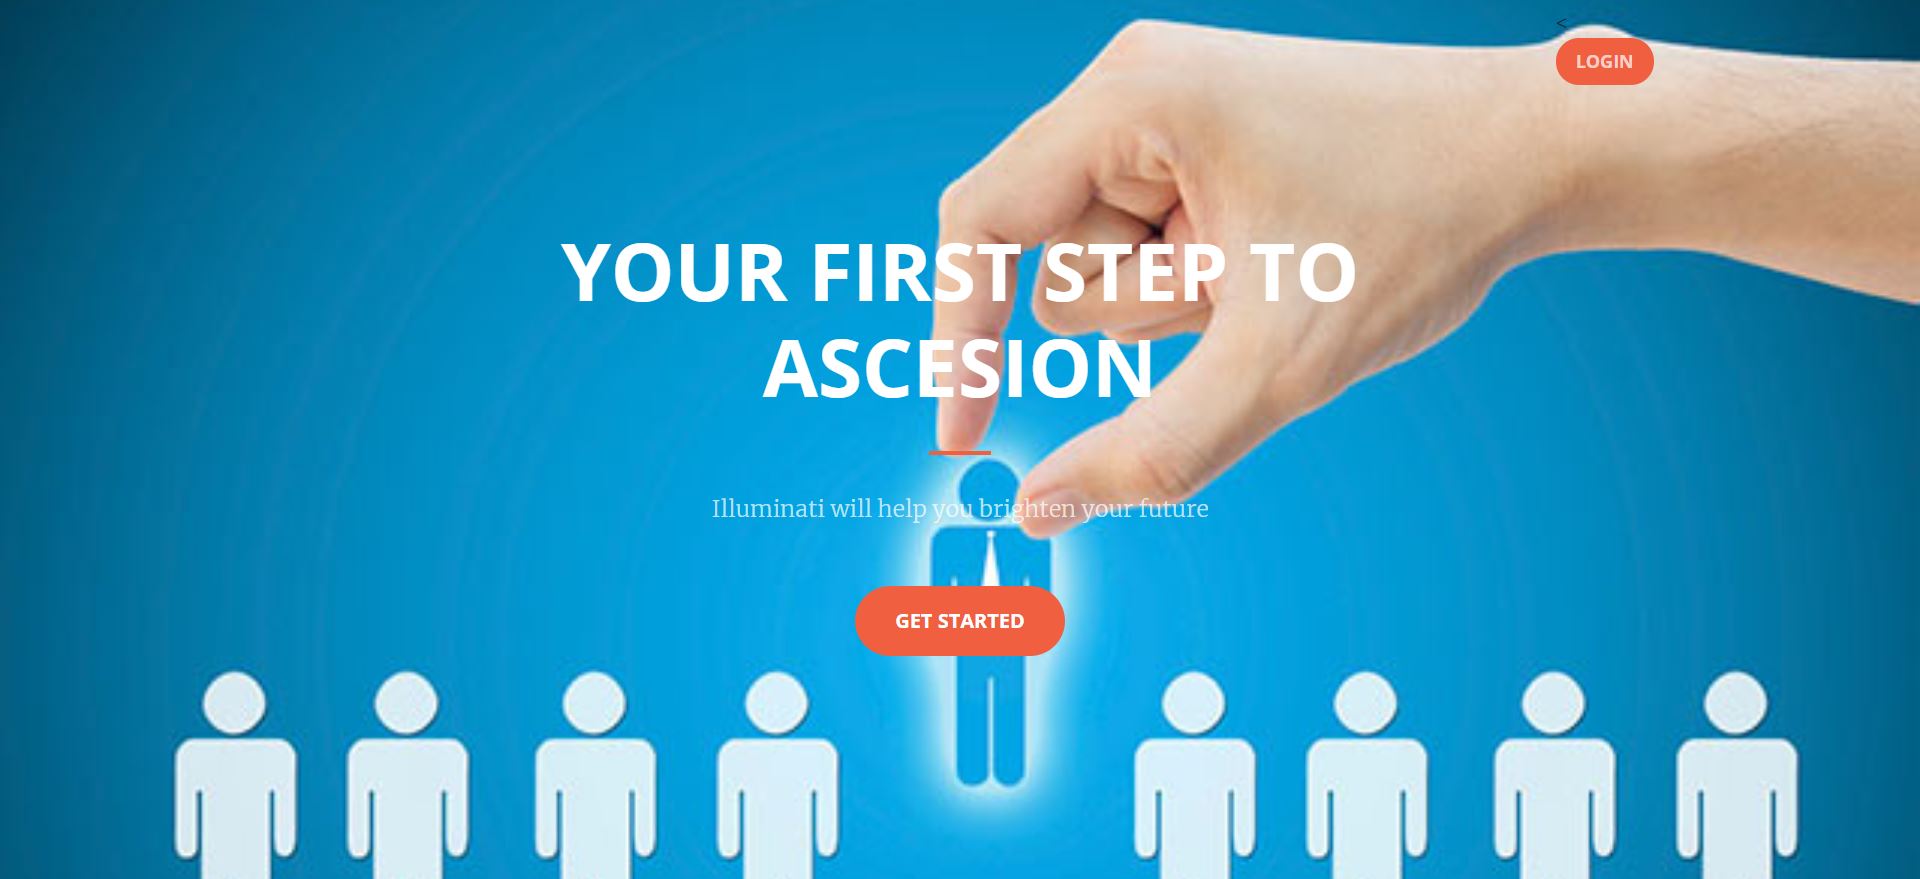 <
LOGIN
YOUR FIRST STEP TO
ASCESION
Illuminati will help you brighten your future
GET STARTED